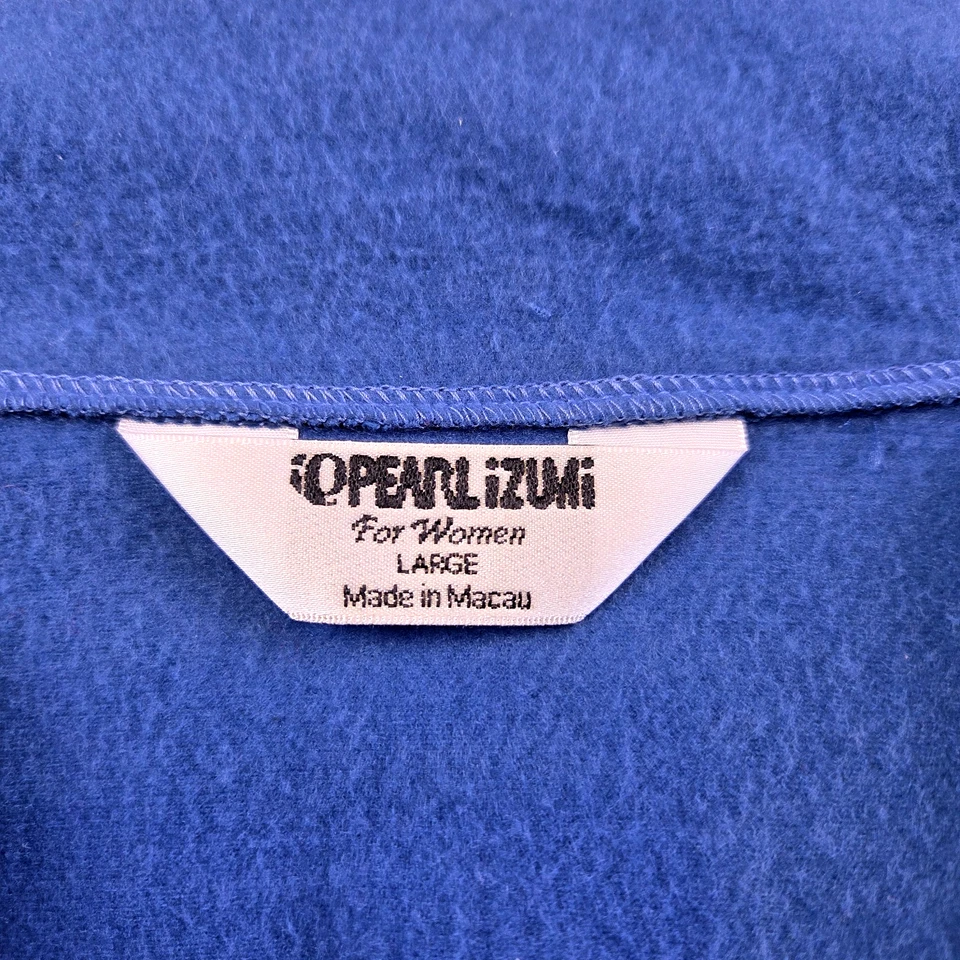 PEARL iZUMi
For Women
LARGE
Made in Macau